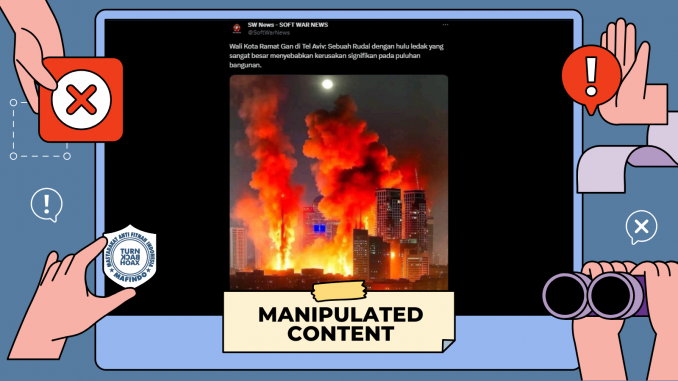 SW News - SOFT WAR NEWS
@SoftWarNews
Wali Kota Ramat Gan di Tel Aviv: Sebuah Rudal dengan hulu ledak yang
sangat besar menyebabkan kerusakan signifikan pada puluhan
bangunan.
MASYARAKAT ANTI FITNAH INDONESIA
TURN
BACK
HOAX
MAFINDO
MANIPULATED
CONTENT